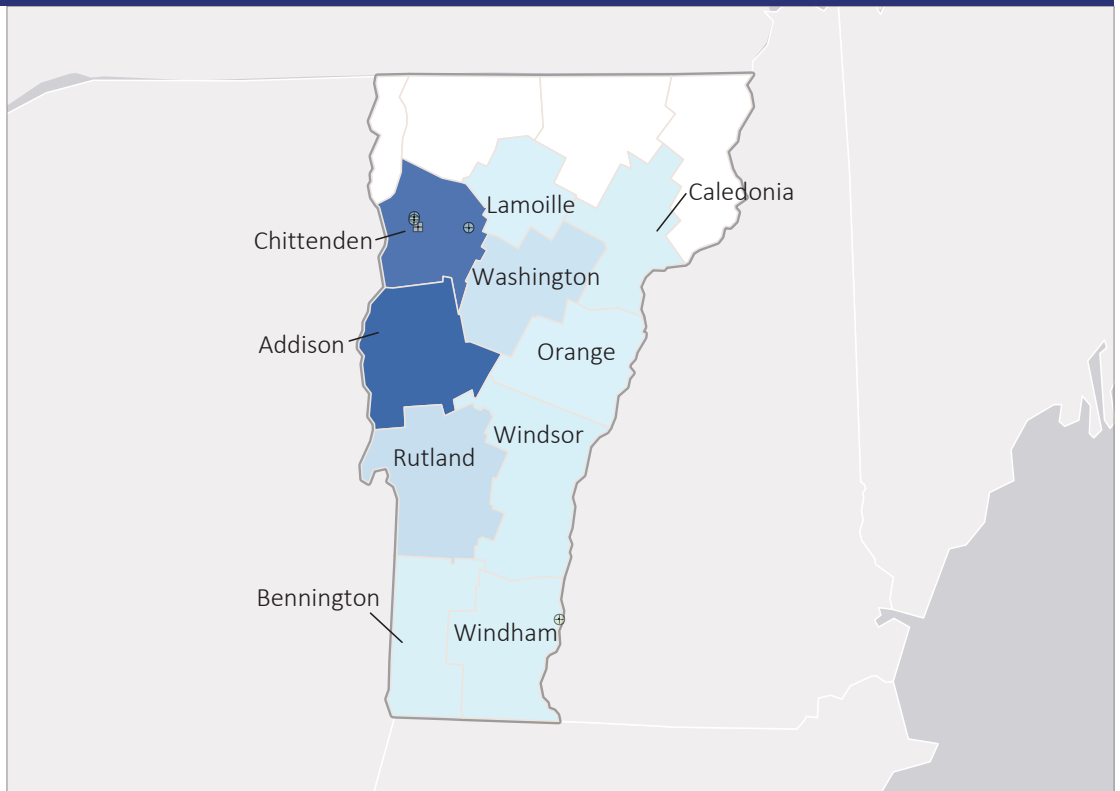 Caledonia
Lamoille
Chittenden
Washington
Addison
Orange
Windsor
Rutland
Bennington
Windham